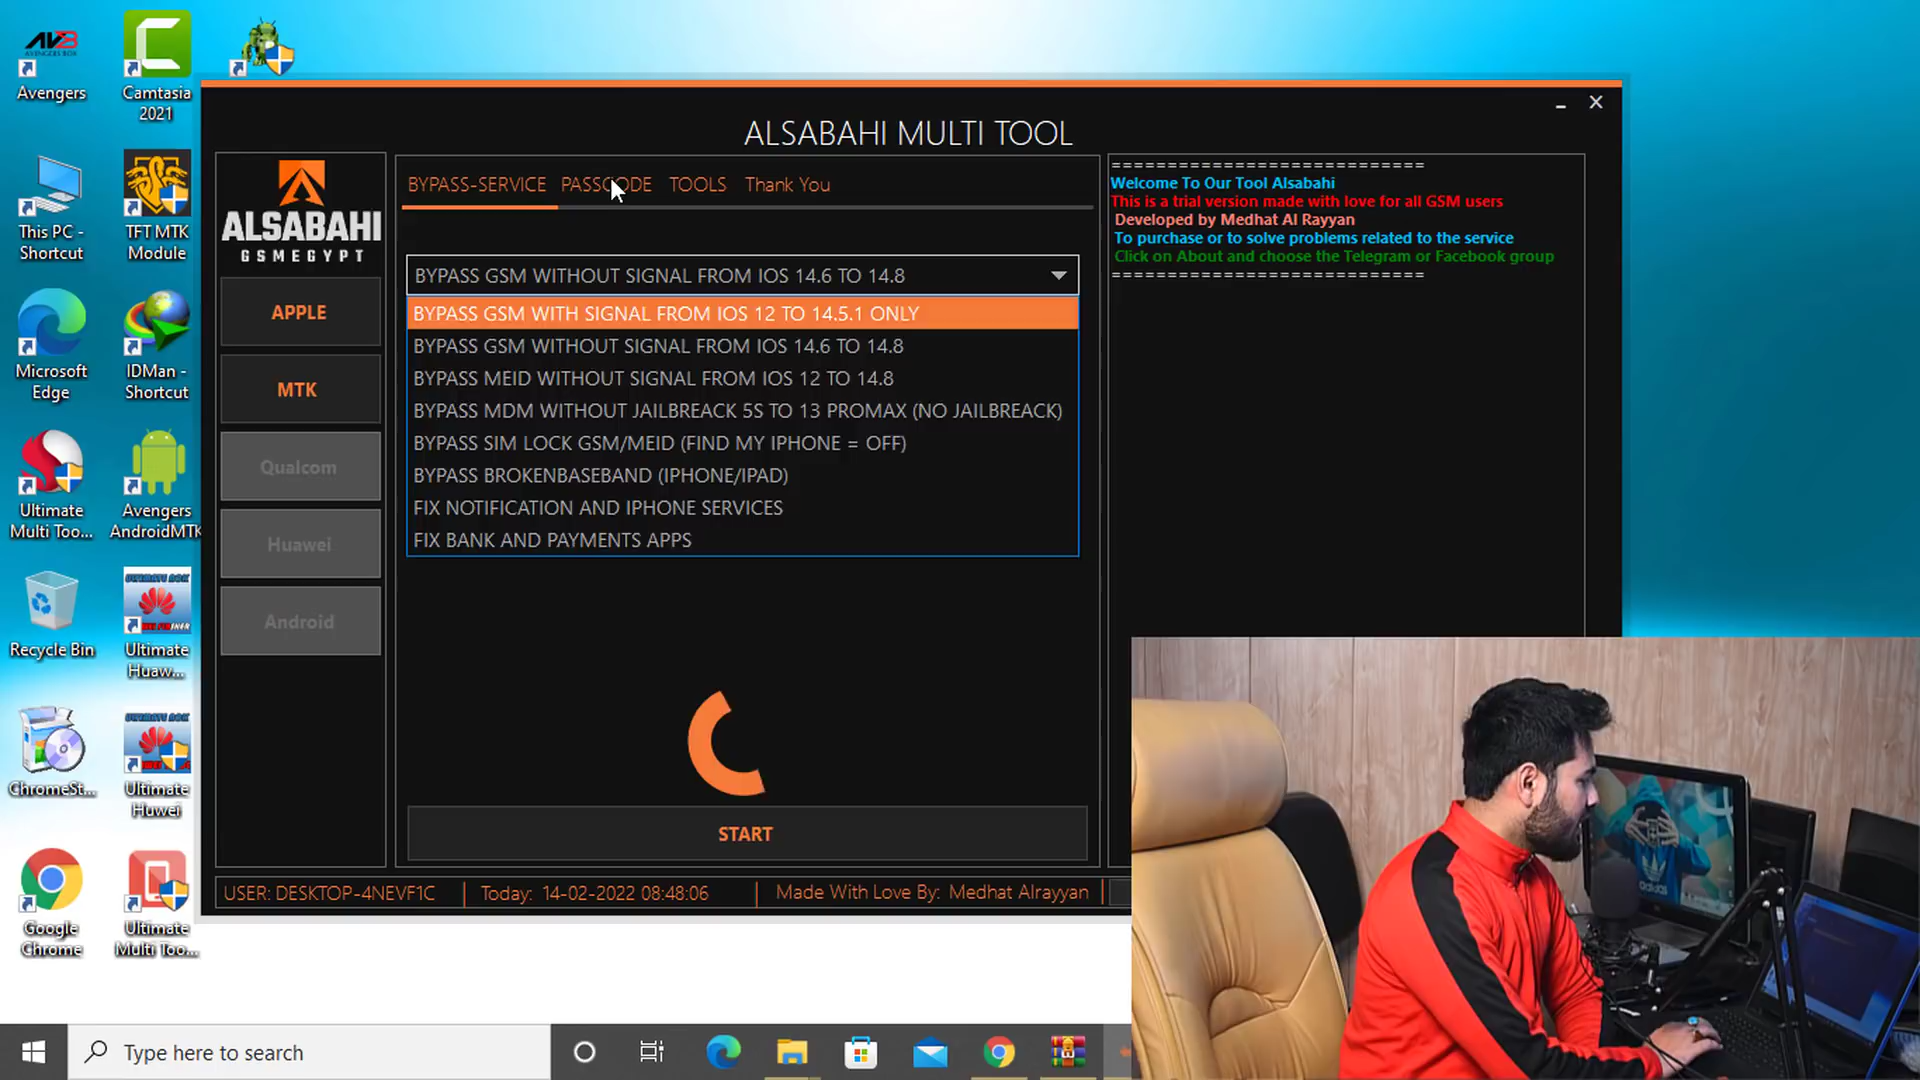 AVB
AVENGERS BOX
Avengers
Camtasia
2021
This PC -
Shortcut
TFT MTK
Module
Microsoft
Edge
IDMan -
Shortcut
Ultimate
Multi Too...
Avengers
AndroidMTK
Recycle Bin
Ultimate
Huaw...
ChromeSt...
Ultimate
Huwei
Google
Chrome
Ultimate
Multi Too...
ALSABAHI MULTI TOOL
ALSABAHI
GSMEGYPT
APPLE
MTK
Qualcom
Huawei
Android
BYPASS-SERVICE PASSCODE TOOLS Thank You
BYPASS GSM WITHOUT SIGNAL FROM IOS 14.6 TO 14.8
BYPASS GSM WITH SIGNAL FROM IOS 12 TO 14.5.1 ONLY
BYPASS GSM WITHOUT SIGNAL FROM IOS 14.6 TO 14.8
BYPASS MEID WITHOUT SIGNAL FROM IOS 12 TO 14.8
BYPASS MDM WITHOUT JAILBREACK 5S TO 13 PROMAX (NO JAILBREACK)
BYPASS SIM LOCK GSM/MEID (FIND MY IPHONE = OFF)
BYPASS BROKENBASEBAND (IPHONE/IPAD)
FIX NOTIFICATION AND IPHONE SERVICES
FIX BANK AND PAYMENTS APPS
START
===========================
Welcome To Our Tool Alsabahi
This is a trial version made with love for all GSM users
Developed by Medhat Al Rayyan
To purchase or to solve problems related to the service
Click on About and choose the Telegram or Facebook group
===========================
USER: DESKTOP-4NEVF1C | Today: 14-02-2022 08:48:06 | Made With Love By: Medhat Alrayyan |
adidas
Type here to search